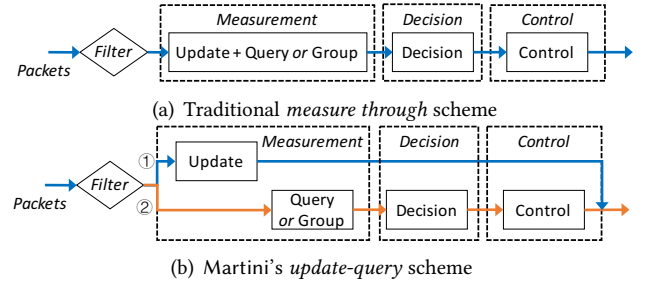 Measurement Decision Control
Filter
Packets
Update + Query or Group
Decision
Control
(a) Traditional measure through scheme
Measurement Decision Control
①
Update
Filter
Packets
②
Query
or Group
Decision
Control
(b) Martini's update-query scheme